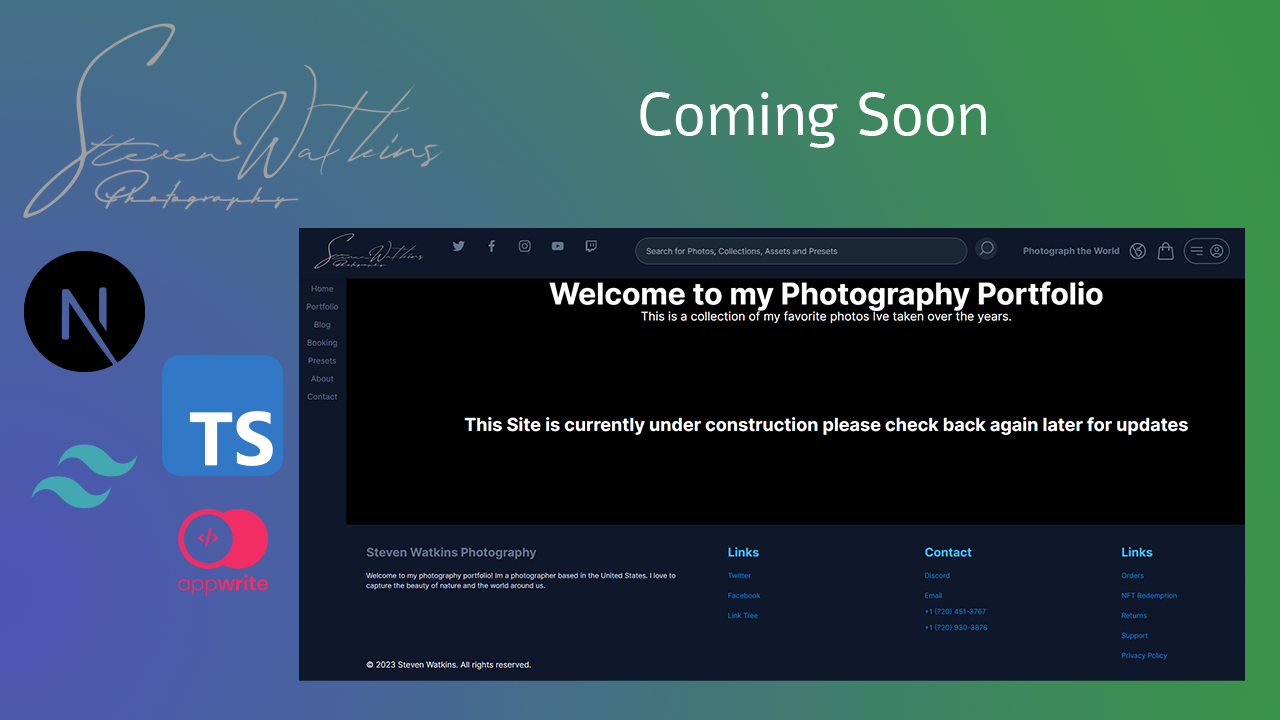 Steven Watkins
Photography
Coming Soon
N
TS
</>
appwrite
Steven Watkins
Photography
Search for Photos, Collections, Assets and Presets
Photograph the World
Home
Portfolio
Blog
Booking
Presets
About
Contact
Welcome to my Photography Portfolio
This is a collection of my favorite photos Ive taken over the years.
This Site is currently under construction please check back again later for updates
Steven Watkins Photography
Welcome to my photography portfolio! Im a photographer based in the United States. I love to
capture the beauty of nature and the world around us.
© 2023 Steven Watkins. All rights reserved.
Links
Twitter
Facebook
Link Tree
Contact
Discord
Email
+1 (720) 451-3767
+1 (720) 930-3876
Links
Orders
NFT Redemption
Returns
Support
Privacy Policy